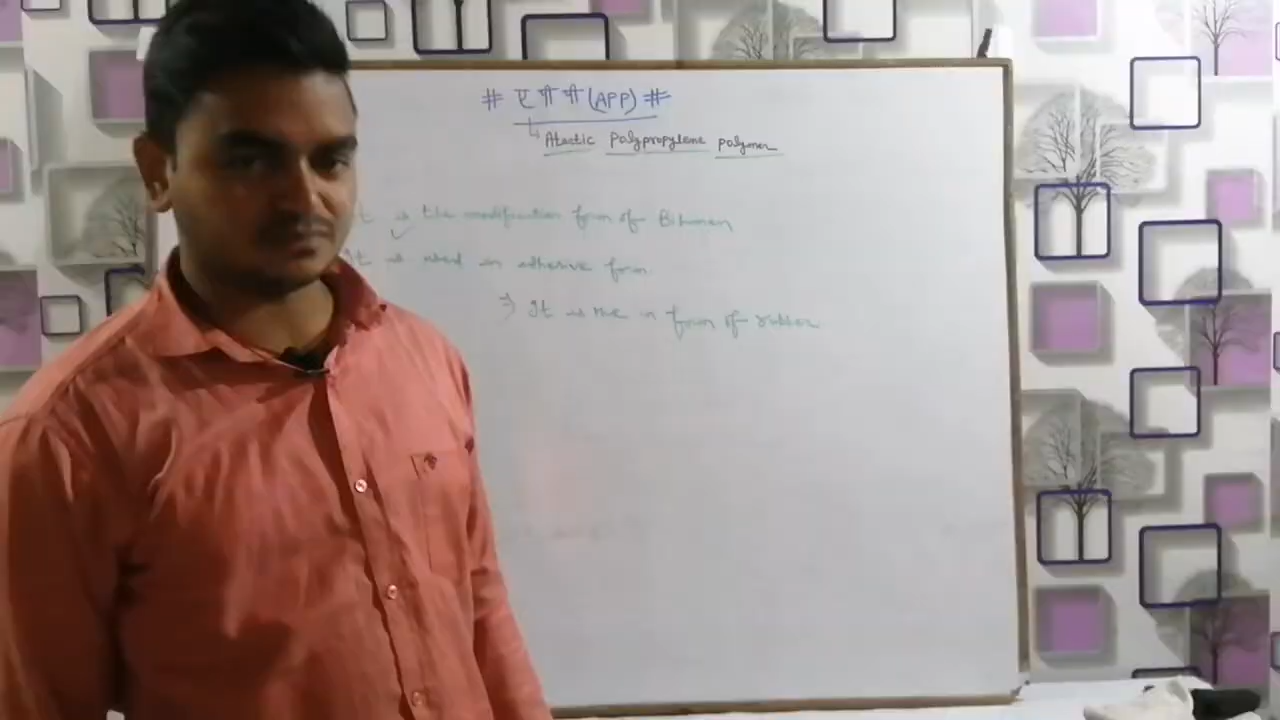 # ए पी पी (APP) #
Atactic Polypropylene Polymer
It is the modification form of Bitumen
It is used in adhesive form.
⇒ It is the in form of rubber